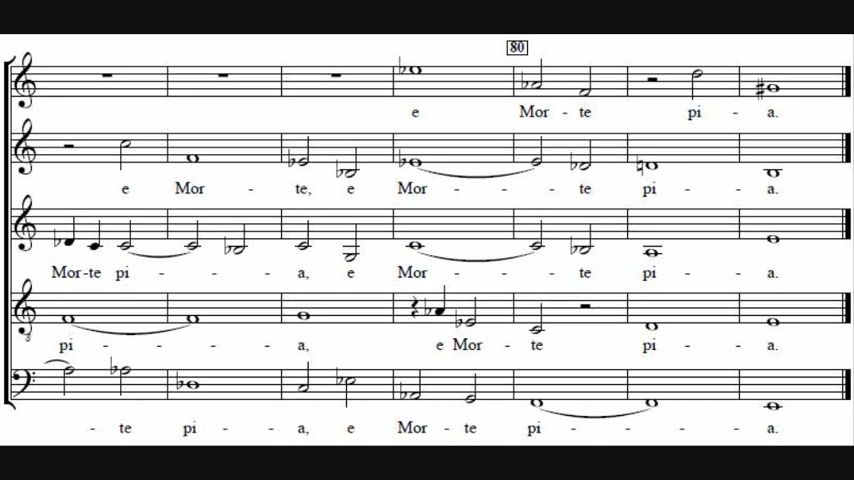 80
e Mor - te pi - a.
e Mor - te, e Mor - - - te pi - - a.
Mor - te pi - - - a, e Mor - - - te pi - - a.
pi - - - - a, e Mor - te pi - - a.
- te pi - - a, e Mor - te pi - - - - a.
8